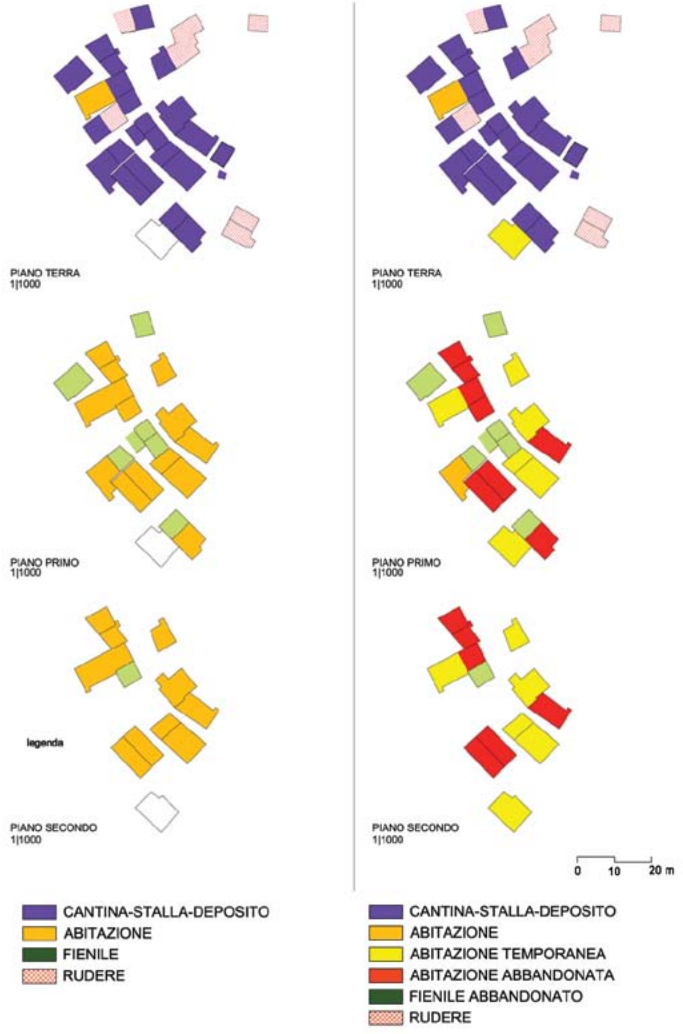 PIANO TERRA
1|1000
PIANO PRIMO
1|1000
legenda
PIANO SECONDO
1|1000
CANTINA-STALLA-DEPOSITO
ABITAZIONE
FIENILE
RUDERE
PIANO TERRA
1|1000
PIANO PRIMO
1|1000
PIANO SECONDO
1|1000
0 10 20 m
CANTINA-STALLA-DEPOSITO
ABITAZIONE
ABITAZIONE TEMPORANEA
ABITAZIONE ABBANDONATA
FIENILE ABBANDONATO
RUDERE